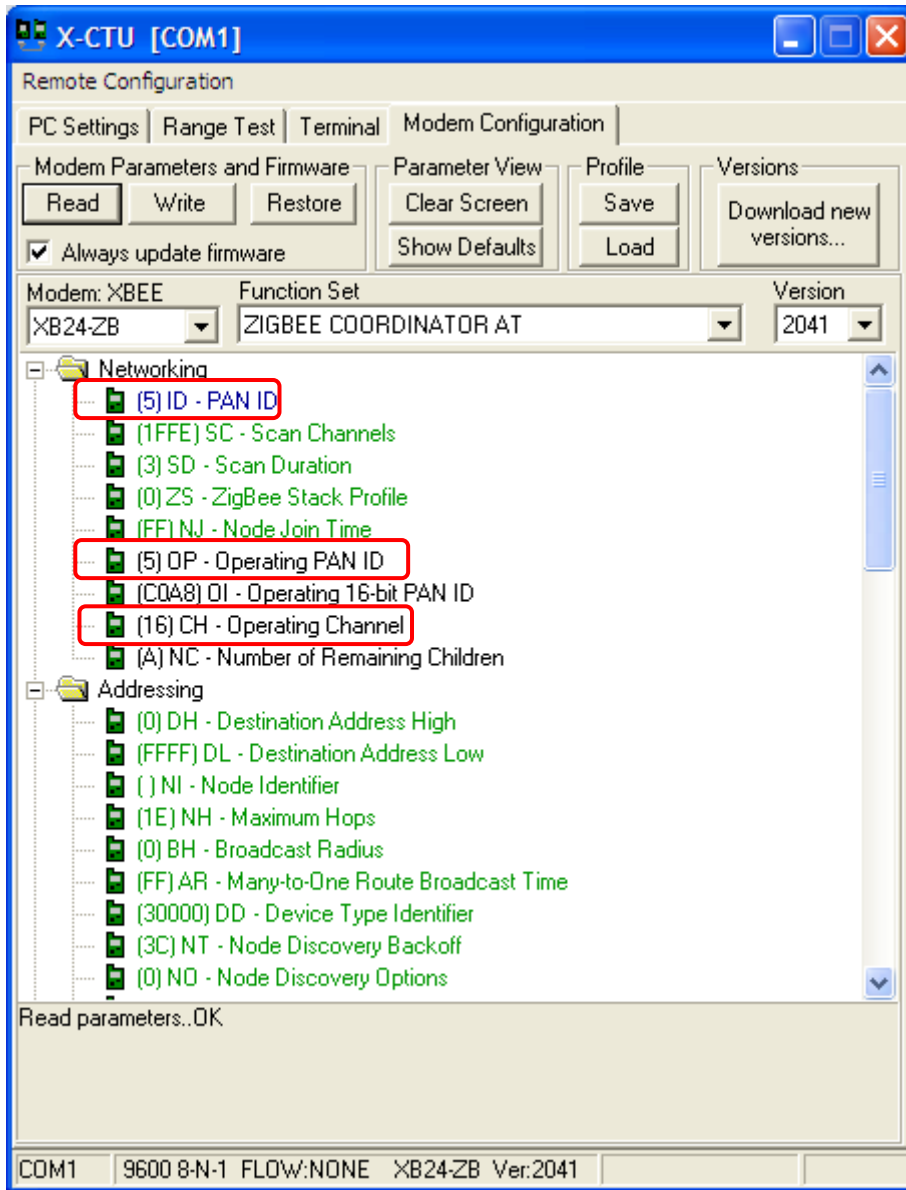 X-CTU [COM1]
Remote Configuration
PC Settings Range Test Terminal Modem Configuration
Modem Parameters and Firmware Parameter View Profile Versions
Read Write Restore Clear Screen Save Download new versions...
Always update firmware Show Defaults Load
Modem: XBEE Function Set Version
XB24-ZB ZIGBEE COORDINATOR AT 2041
Networking
(5) ID - PAN ID
(1FFE) SC - Scan Channels
(3) SD - Scan Duration
(0) ZS - ZigBee Stack Profile
(FF) NJ - Node Join Time
(5) OP - Operating PAN ID
(C0A8) OI - Operating 16-bit PAN ID
(16) CH - Operating Channel
(A) NC - Number of Remaining Children
Addressing
(0) DH - Destination Address High
(FFFF) DL - Destination Address Low
( ) NI - Node Identifier
(1E) NH - Maximum Hops
(0) BH - Broadcast Radius
(FF) AR - Many-to-One Route Broadcast Time
(30000) DD - Device Type Identifier
(3C) NT - Node Discovery Backoff
(0) NO - Node Discovery Options
Read parameters..OK
COM1 9600 8-N-1 FLOW:NONE XB24-ZB Ver:2041